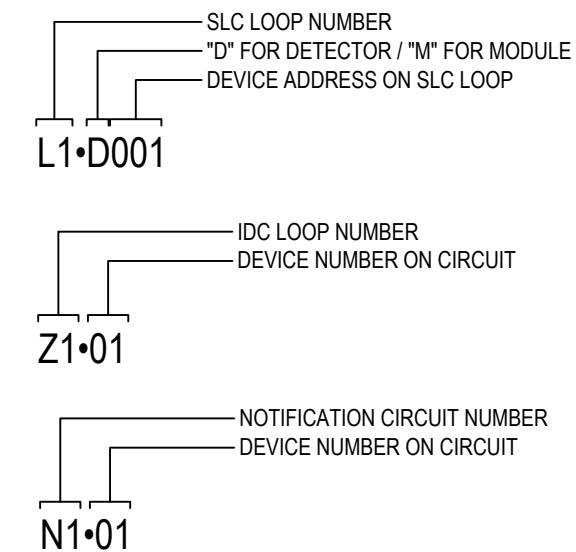 SLC LOOP NUMBER
"D" FOR DETECTOR / "M" FOR MODULE
DEVICE ADDRESS ON SLC LOOP
L1•D001
IDC LOOP NUMBER
DEVICE NUMBER ON CIRCUIT
Z1•01
NOTIFICATION CIRCUIT NUMBER
DEVICE NUMBER ON CIRCUIT
N1•01